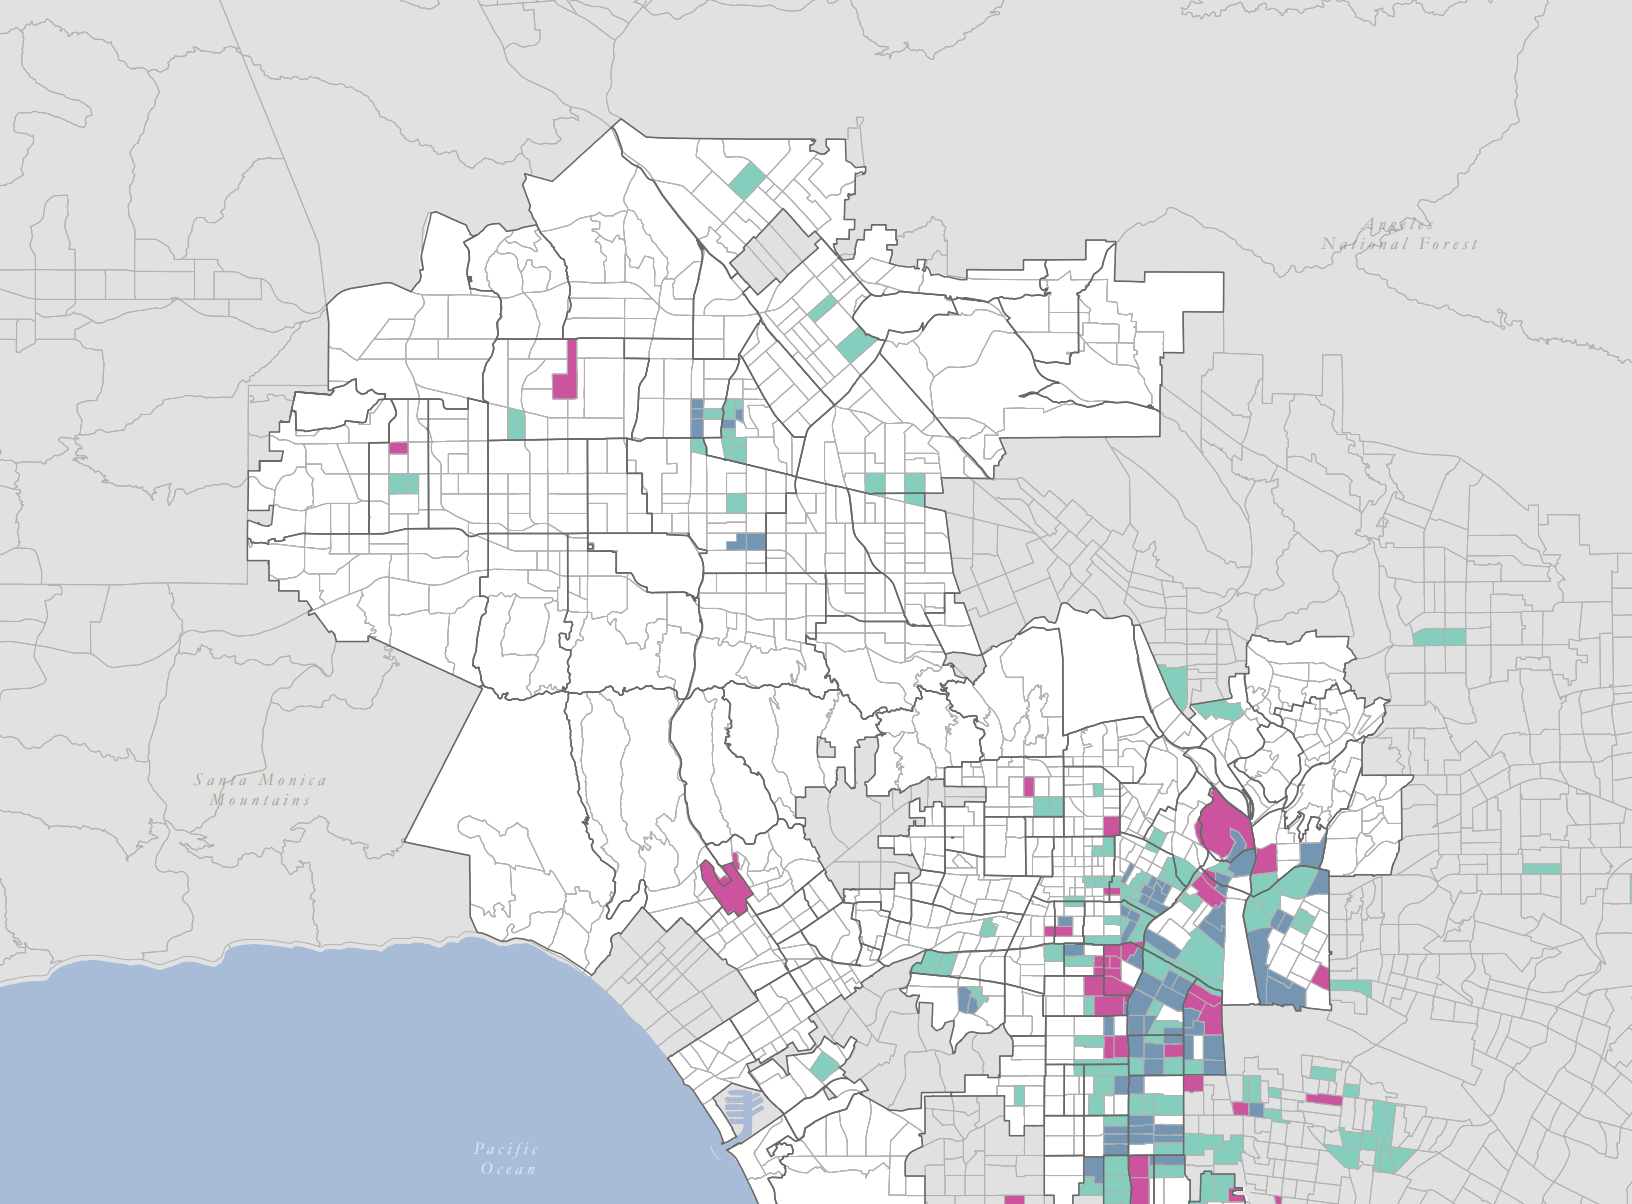 Angeles
National Forest
Santa Monica
Mountains
Pacific
Ocean